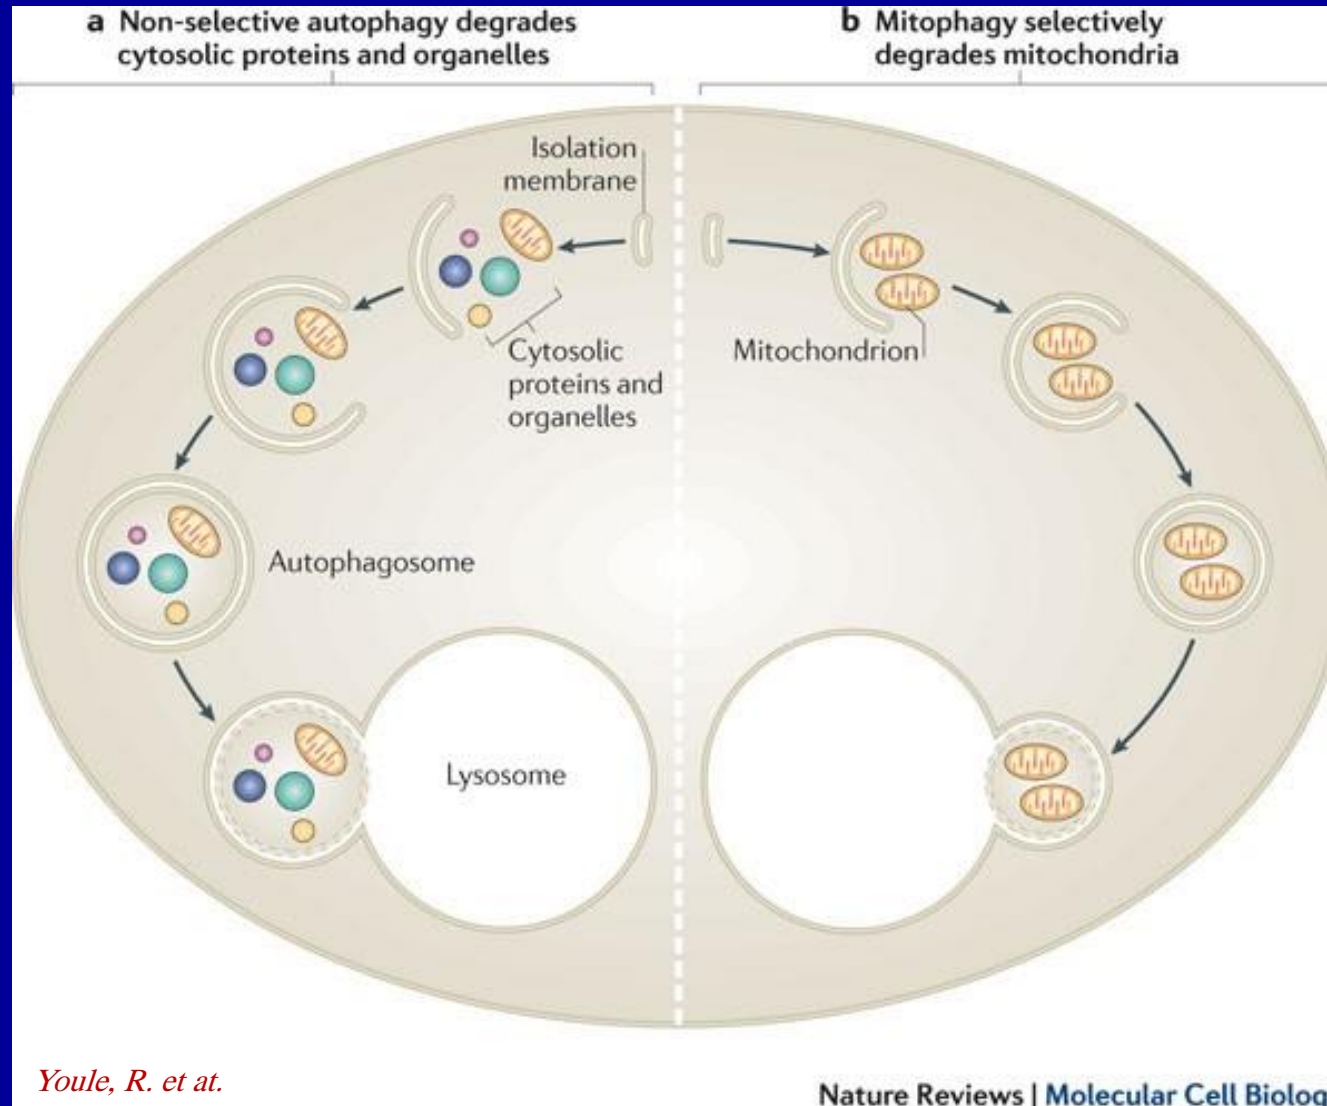 a Non-selective autophagy degrades
cytosolic proteins and organelles
b Mitophagy selectively
degrades mitochondria
Isolation
membrane
Cytosolic
proteins and
organelles
Mitochondrion
Autophagosome
Lysosome
Youle, R. et at.
Nature Reviews | Molecular Cell Biolog